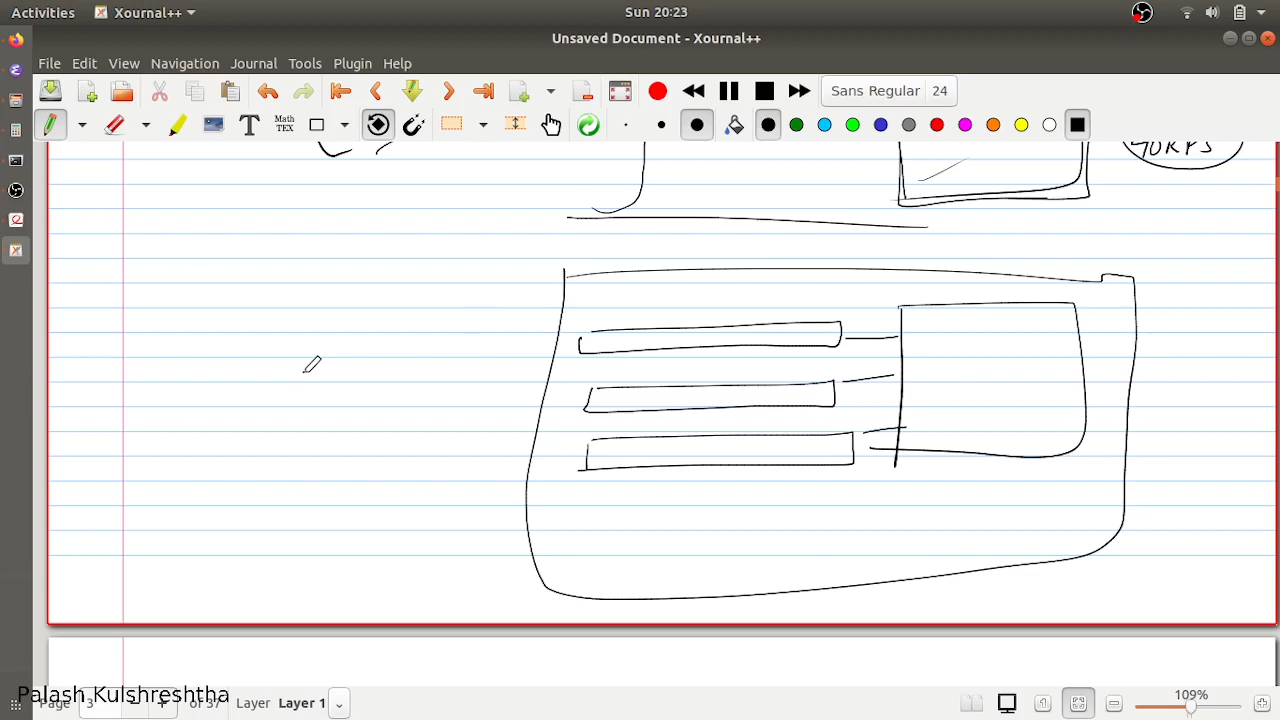 Activities Xournal++ Sun 20:23
Unsaved Document - Xournal++
File Edit View Navigation Journal Tools Plugin Help
Sans Regular 24
T MATH TEX
40RPS
Palash Kulshreshtha
Page 3 of 37 Layer Layer 1 109%